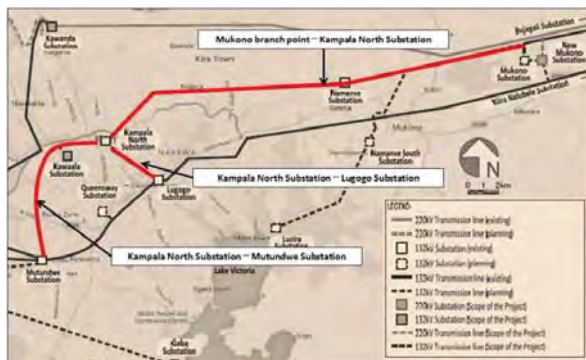 Kawanda
Substation
Bujagali Substation
Mukono branch point – Kampala North Substation
New
Mukono
Substation
Kira Town
Mukono
Substation
Namanve
Substation
Nalubale Substation
Kampala
North
Substation
Mukono
Kawaala
Substation
Namanve South
Substation
N
0 1 2km
Kampala North Substation – Lugogo Substation
Queensway
Substation
Lugogo
Substation
LEGEND:
220kV Transmission line (existing)
220kV Transmission line (planning)
132kV Substation (existing)
132kV Substation (planning)
132kV Transmission line (existing)
132kV Transmission line (planning)
220kV Substation (Scope of the Project)
132kV Substation (Scope of the Project)
220kV Transmission line (Scope of the Project)
132kV Transmission line (Scope of the Project)
Luzira
Substation
Kampala North Substation – Mutundwe Substation
Mutundwe
Substation
Lake Victoria
Gaba
Substation